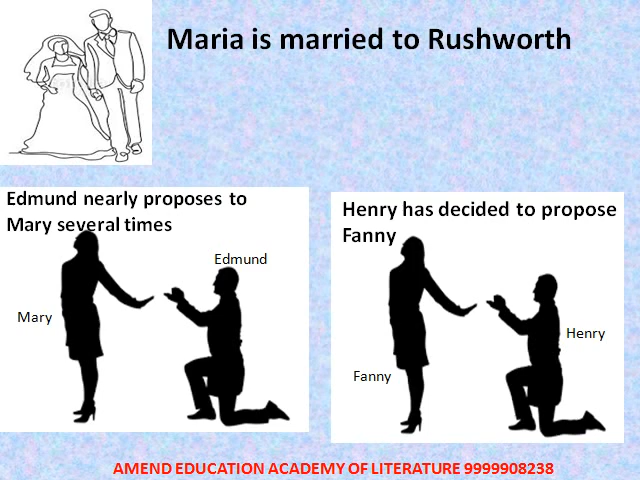 Maria is married to Rushworth
Edmund nearly proposes to
Mary several times
Edmund
Mary
Henry has decided to propose
Fanny
Henry
Fanny
AMEND EDUCATION ACADEMY OF LITERATURE 9999908238